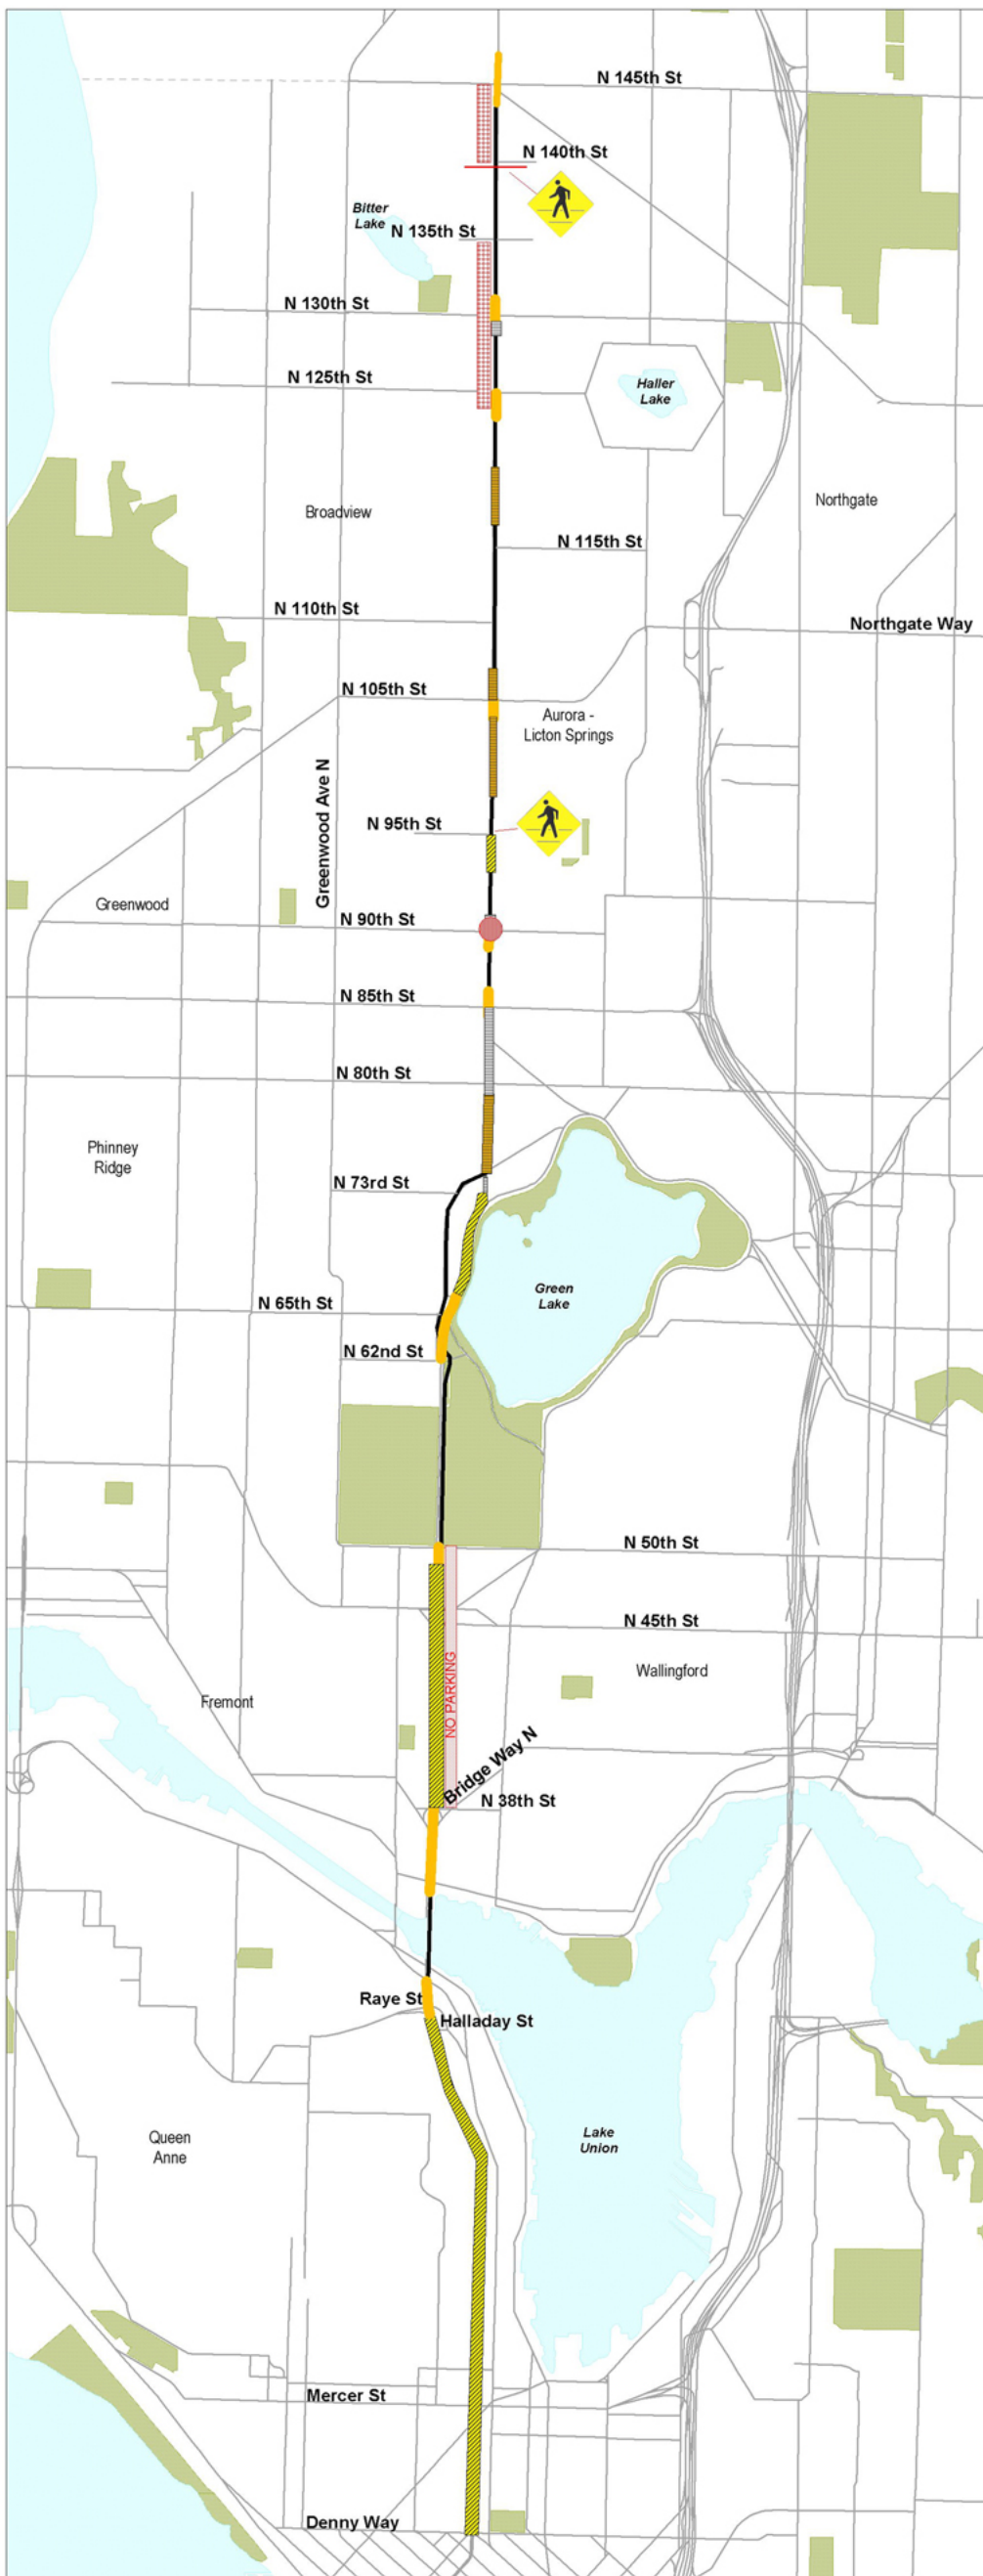 N 145th St
N 140th St
Bitter
Lake
N 135th St
N 130th St
N 125th St
Haller
Lake
Broadview
Northgate
N 115th St
N 110th St
Northgate Way
N 105th St
Aurora -
Licton Springs
Greenwood Ave N
N 95th St
Greenwood
N 90th St
N 85th St
N 80th St
Phinney
Ridge
N 73rd St
Green
Lake
N 65th St
N 62nd St
N 50th St
N 45th St
Wallingford
NO PARKING
Fremont
Bridge Way N
N 38th St
Raye St
Halladay St
Queen
Anne
Lake
Union
Mercer St
Denny Way